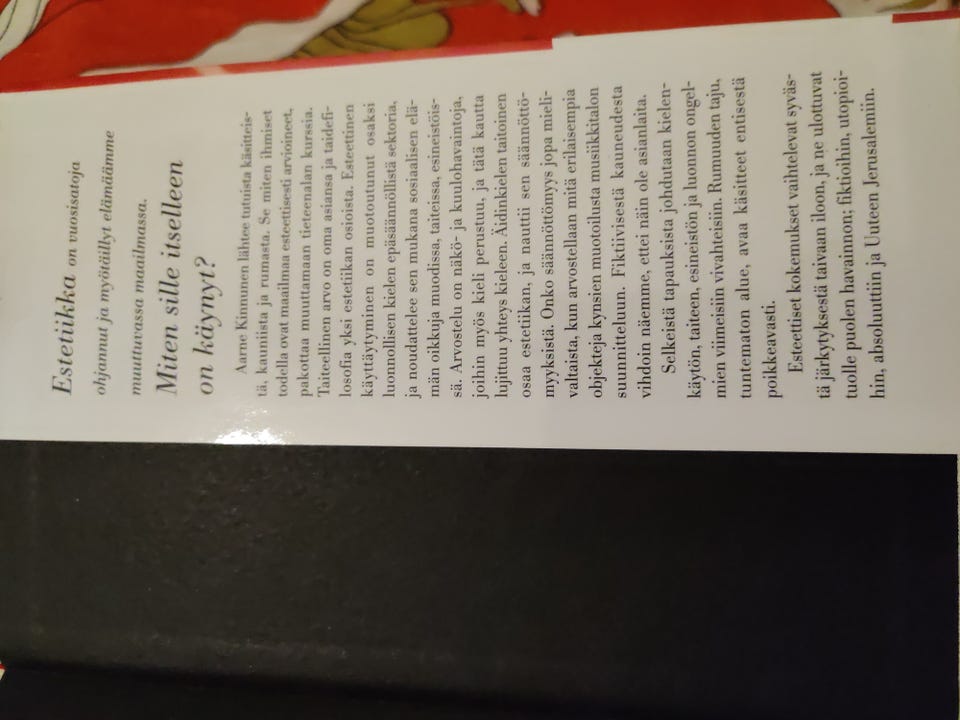 Estetiikka on vuosisatoja
ohjannut ja myötäillyt elämäämme
muuttuvassa maailmassa.
Miten sille itselleen
on käynyt?
Aarne Kinnunen lähtee tutuista käsitteis-
tä, kauniista ja rumasta. Se miten ihmiset
todella ovat maailmaa esteettisesti arvioineet,
pakottaa muuttamaan tieteenalan kurssia.
Taiteellinen arvo on oma asiansa ja taidefi-
losofia yksi estetiikan osioista. Esteettinen
käyttäytyminen on muotoutunut osaksi
luonnollisen kielen epäsäännöllistä sektoria,
ja noudattelee sen mukana sosiaalisen elä-
män oikkuja muodissa, taiteissa, esineistöis-
sä. Arvostelu on näkö- ja kuulohavaintoja,
joihin myös kieli perustuu, ja tätä kautta
lujittuu yhteys kieleen. Äidinkielen taitoinen
osaa estetiikan, ja nauttii sen säännöttö-
myyksistä. Onko säännöttömyys jopa mieli-
valtaista, kun arvostellaan mitä erilaisempia
objekteja kynsien muotoilusta musiikkitalon
suunnitteluun. Fiktiivisestä kauneudesta
vihdoin näemme, ettei näin ole asianlaita.
Selkeistä tapauksista johdutaan kielen-
käytön, taiteen, esineistön ja luonnon ongel-
mien viimeisiin vivahteisiin. Rumuuden taju,
tuntematon alue, avaa käsitteet entisestä
poikkeavasti.
Esteettiset kokemukset vaihtelevat syväs-
tä järkytyksestä taivaan iloon, ja ne ulottuvat
tuolle puolen havainnon; fiktioihin, utopioi-
hin, absoluuttiin ja Uuteen Jerusalemiin.